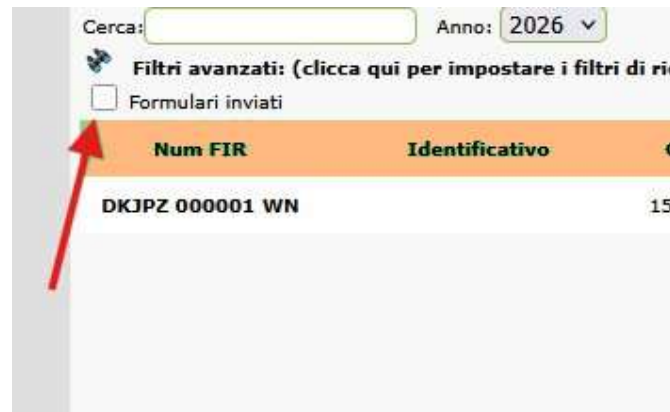 Cerca: Anno: 2026
Filtri avanzati: (clicca qui per impostare i filtri di
Formulari inviati
Num FIR Identificativo
DKJPZ 000001 WN 15